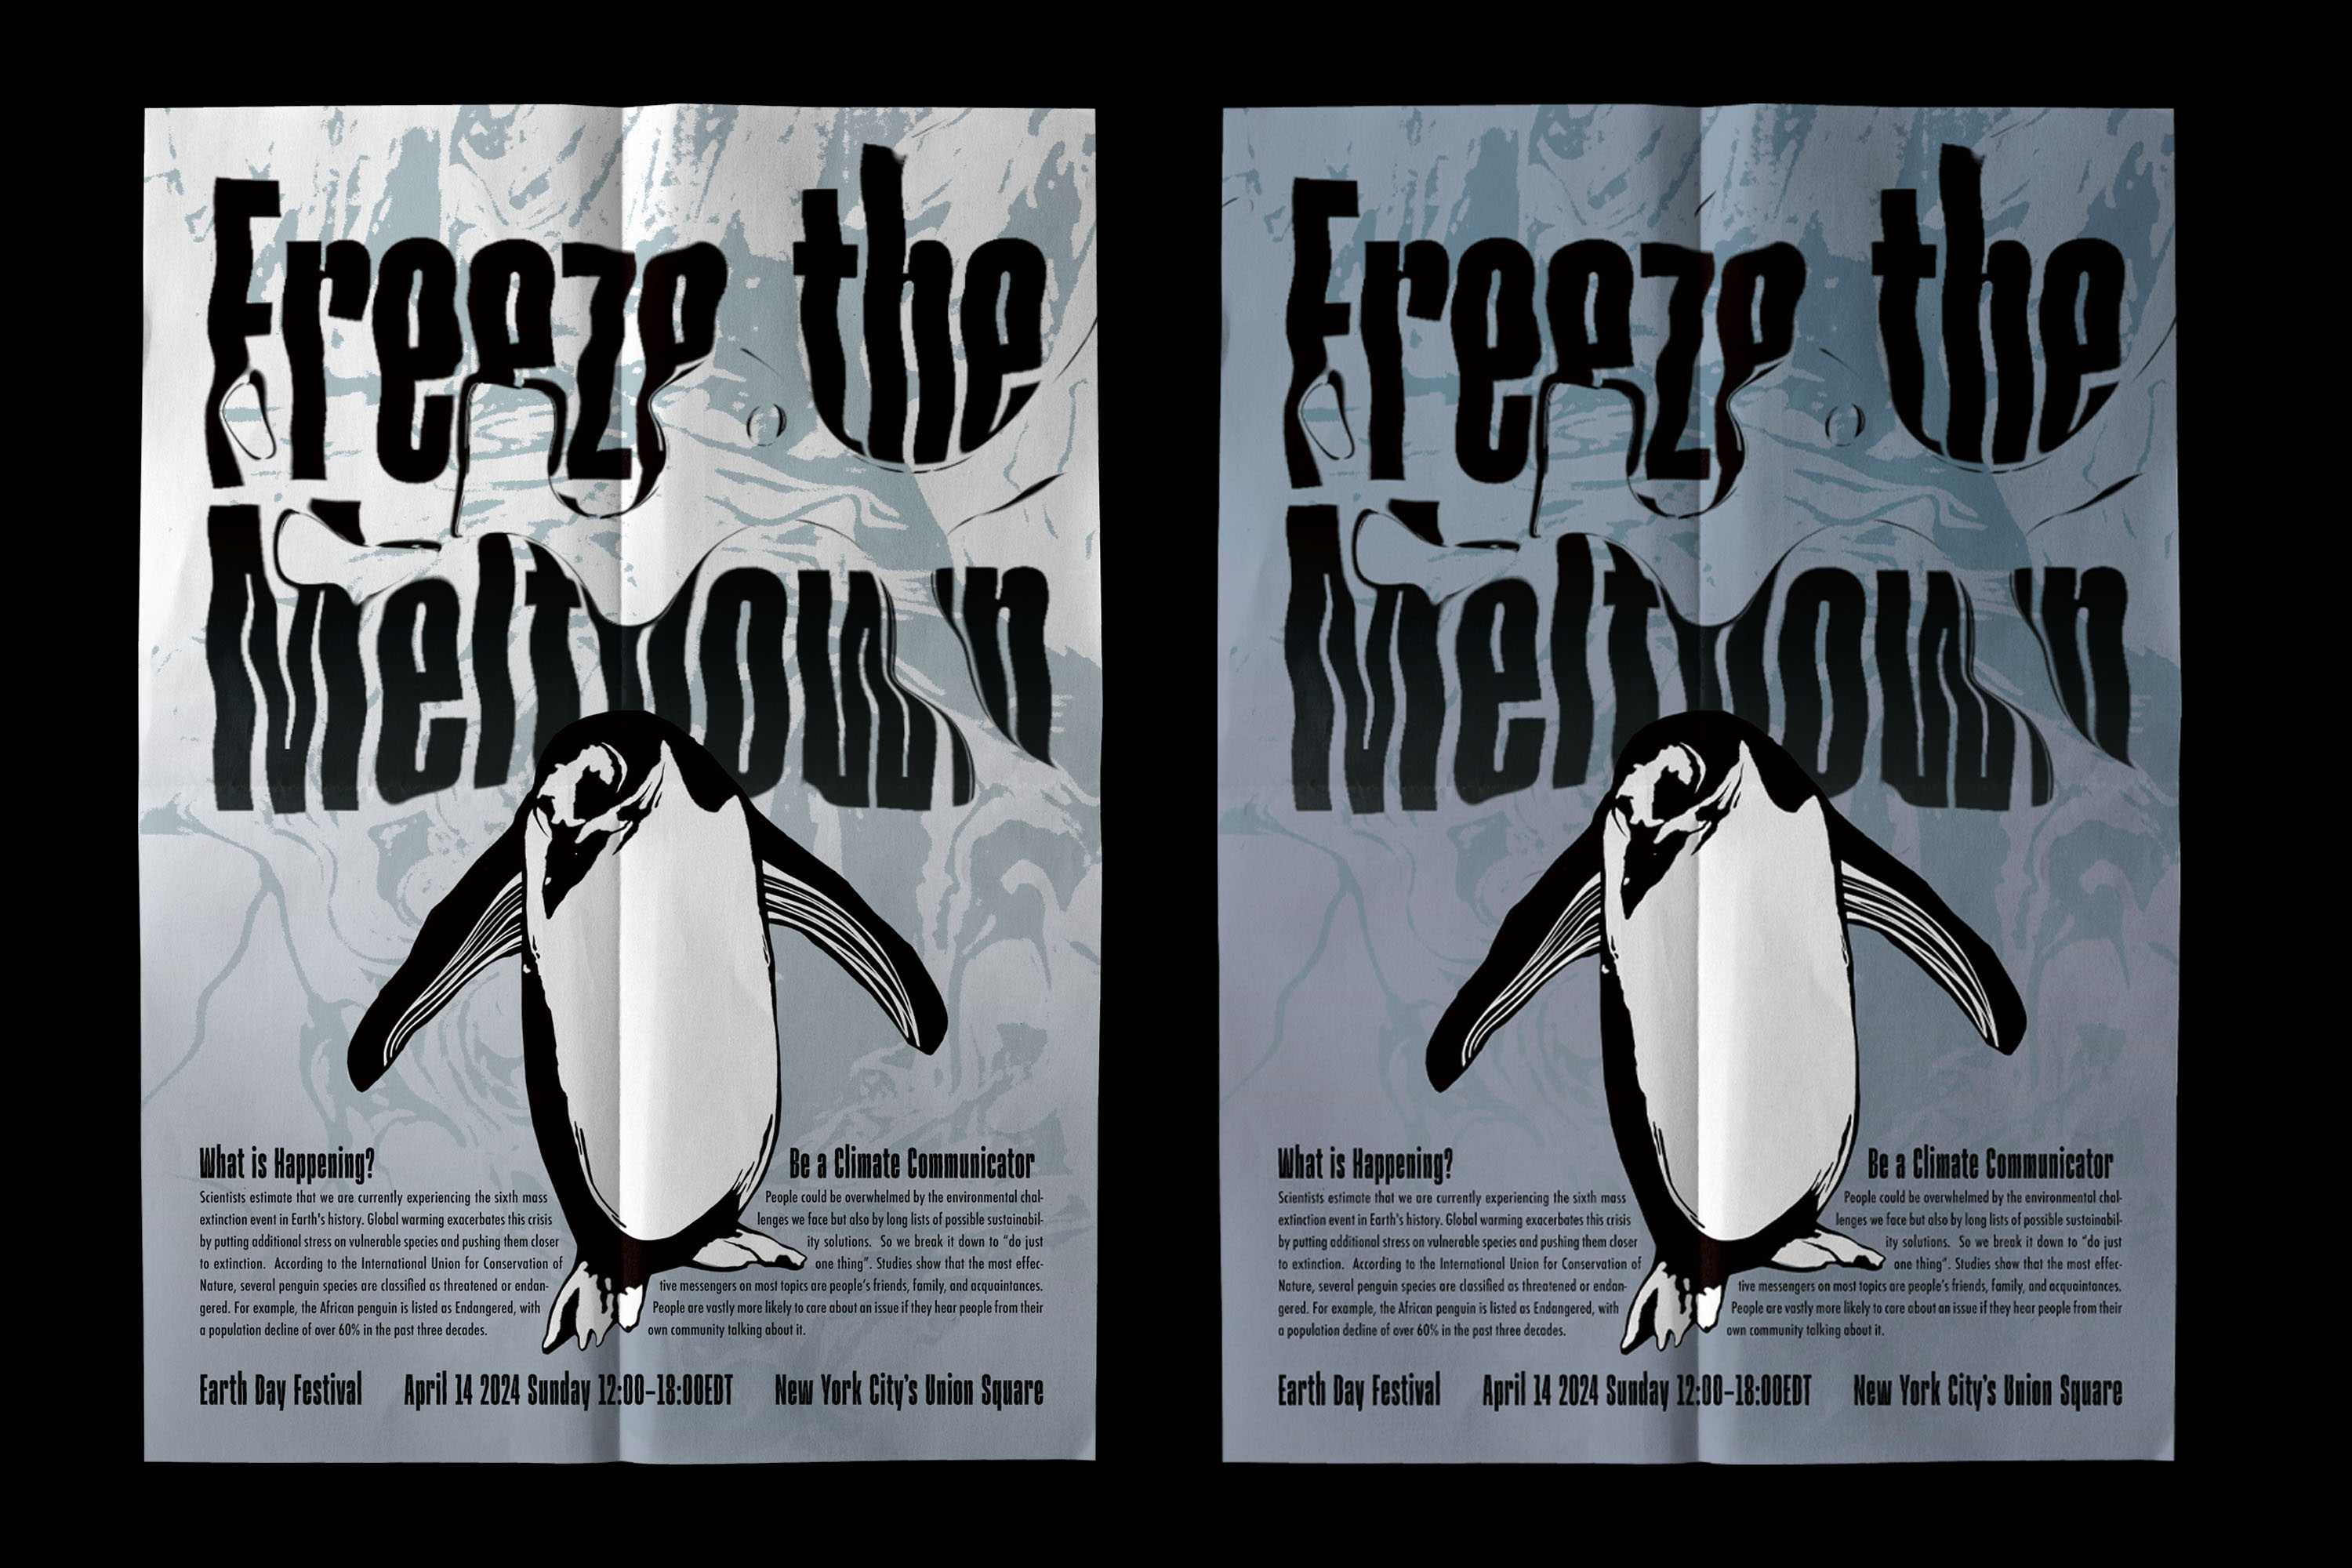 Freeze the
Meltdown
What is Happening?
Scientists estimate that we are currently experiencing the sixth mass
extinction event in Earth's history. Global warming exacerbates this crisis
by putting additional stress on vulnerable species and pushing them closer
to extinction. According to the International Union for Conservation of
Nature, several penguin species are classified as threatened or endan-
gered. For example, the African penguin is listed as Endangered, with
a population decline of over 60% in the past three decades.
Be a Climate Communicator
People could be overwhelmed by the environmental chal-
lenges we face but also by long lists of possible sustainabil-
ity solutions. So we break it down to “do just
one thing”. Studies show that the most effec-
tive messengers on most topics are people’s friends, family, and acquaintances.
People are vastly more likely to care about an issue if they hear people from their
own community talking about it.
Earth Day Festival April 14 2024 Sunday 12:00-18:00EDT New York City’s Union Square
Freeze the
Meltdown
What is Happening?
Scientists estimate that we are currently experiencing the sixth mass
extinction event in Earth's history. Global warming exacerbates this crisis
by putting additional stress on vulnerable species and pushing them closer
to extinction. According to the International Union for Conservation of
Nature, several penguin species are classified as threatened or endan-
gered. For example, the African penguin is listed as Endangered, with
a population decline of over 60% in the past three decades.
Be a Climate Communicator
People could be overwhelmed by the environmental chal-
lenges we face but also by long lists of possible sustainabil-
ity solutions. So we break it down to “do just
one thing”. Studies show that the most effec-
tive messengers on most topics are people’s friends, family, and acquaintances.
People are vastly more likely to care about an issue if they hear people from their
own community talking about it.
Earth Day Festival April 14 2024 Sunday 12:00-18:00EDT New York City’s Union Square